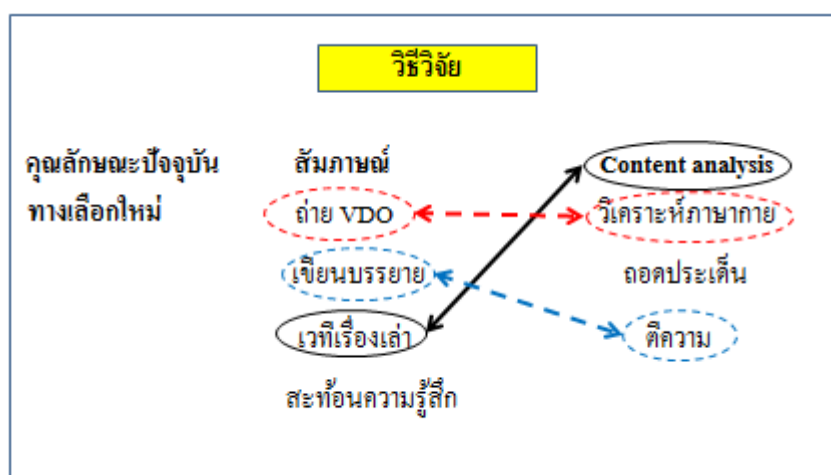 วิธีวิจัย
คุณลักษณะปัจจุบัน สัมภาษณ์ Content analysis
ทางเลือกใหม่ ถ่าย VDO วิเคราะห์ภาษากาย
เขียนบรรยาย ถอดประเด็น
เวทีเรื่องเล่า ตีความ
สะท้อนความรู้สึก